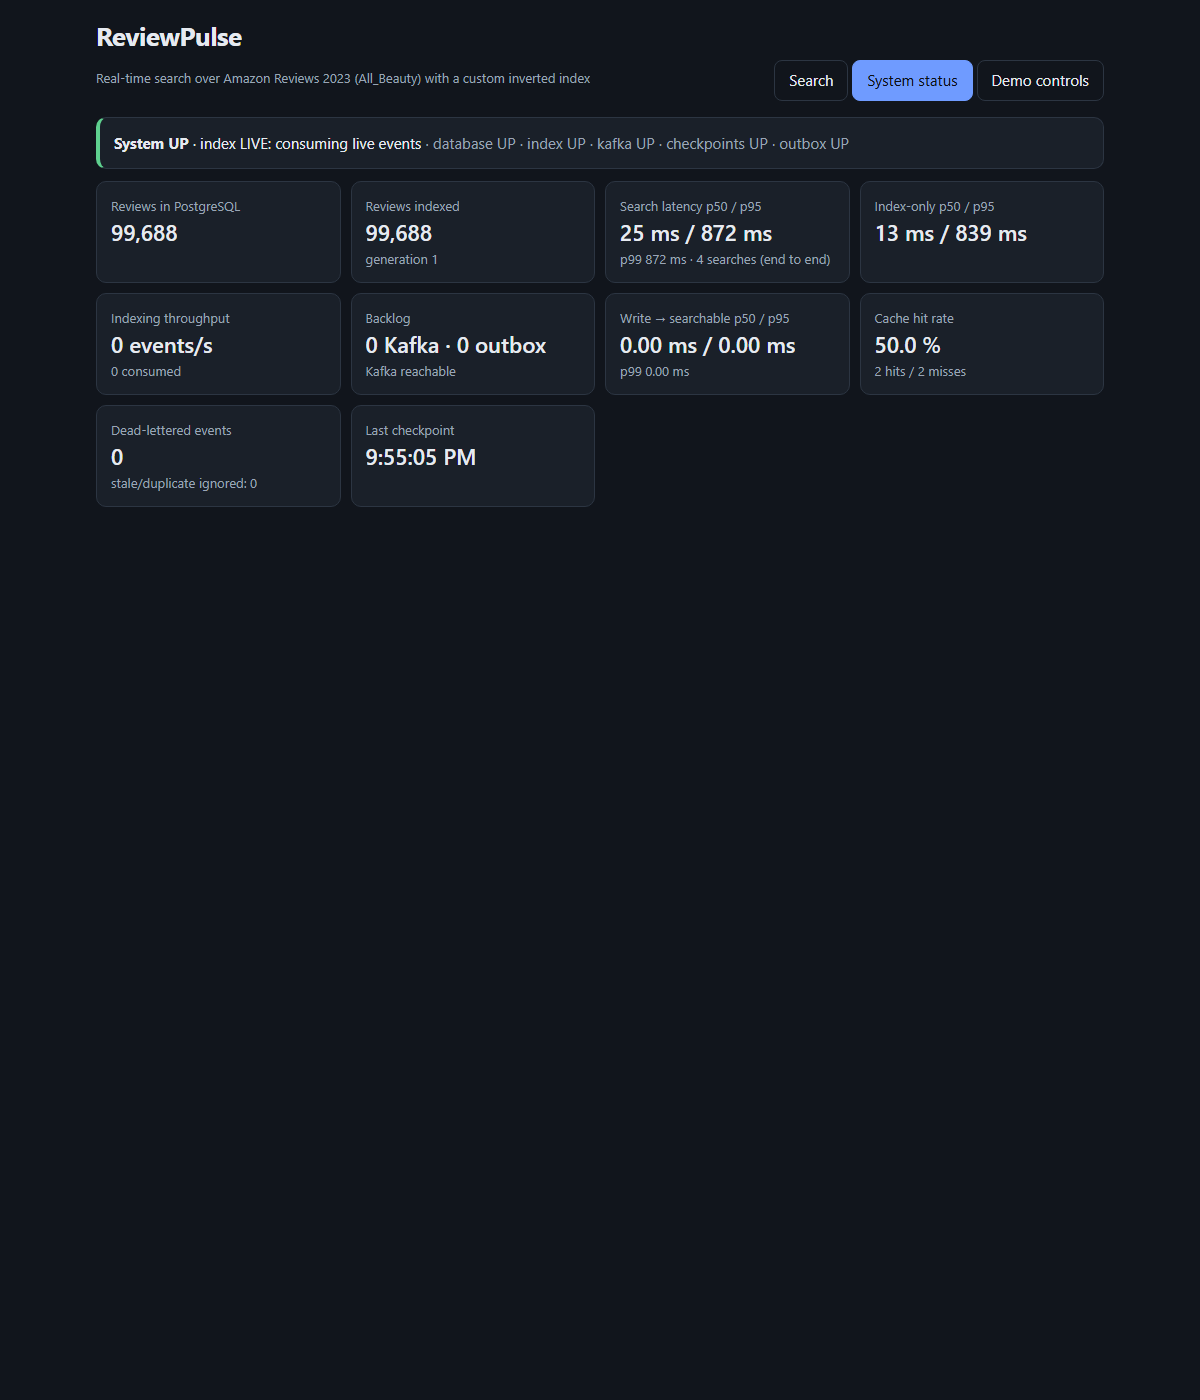 ReviewPulse
Real-time search over Amazon Reviews 2023 (All_Beauty) with a custom inverted index
Search
System status
Demo controls
System UP · index LIVE: consuming live events · database UP · index UP · kafka UP · checkpoints UP · outbox UP
Reviews in PostgreSQL
99,688
Reviews indexed
99,688
generation 1
Search latency p50 / p95
25 ms / 872 ms
p99 872 ms · 4 searches (end to end)
Index-only p50 / p95
13 ms / 839 ms
Indexing throughput
0 events/s
0 consumed
Backlog
0 Kafka · 0 outbox
Kafka reachable
Write → searchable p50 / p95
0.00 ms / 0.00 ms
p99 0.00 ms
Cache hit rate
50.0 %
2 hits / 2 misses
Dead-lettered events
0
stale/duplicate ignored: 0
Last checkpoint
9:55:05 PM